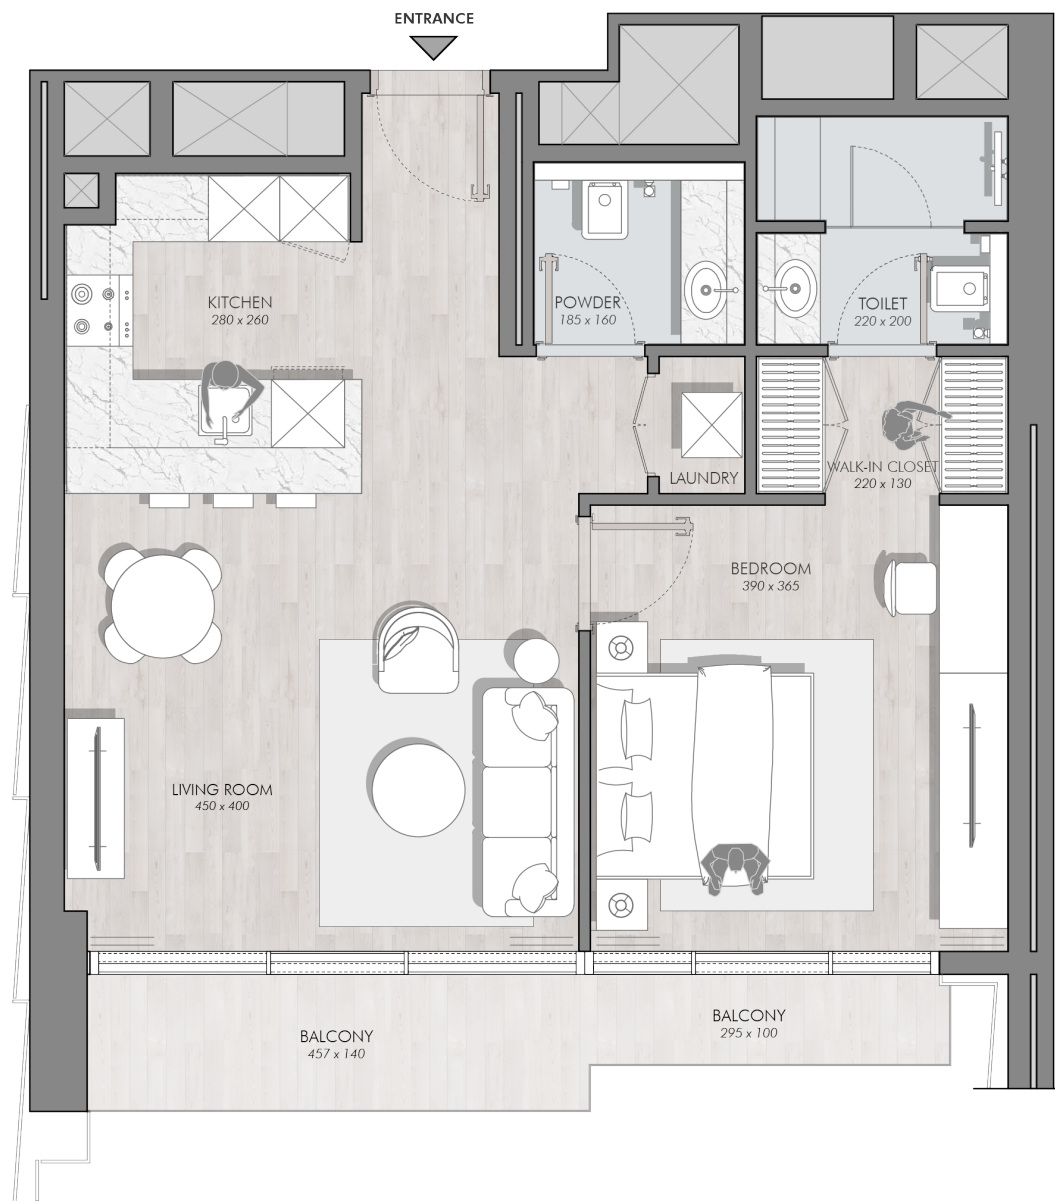 ENTRANCE
KITCHEN
280 x 260
POWDER
185 x 160
TOILET
220 x 200
LAUNDRY
WALK-IN CLOSET
220 x 130
BEDROOM
390 x 365
LIVING ROOM
450 x 400
BALCONY
457 x 140
BALCONY
295 x 100